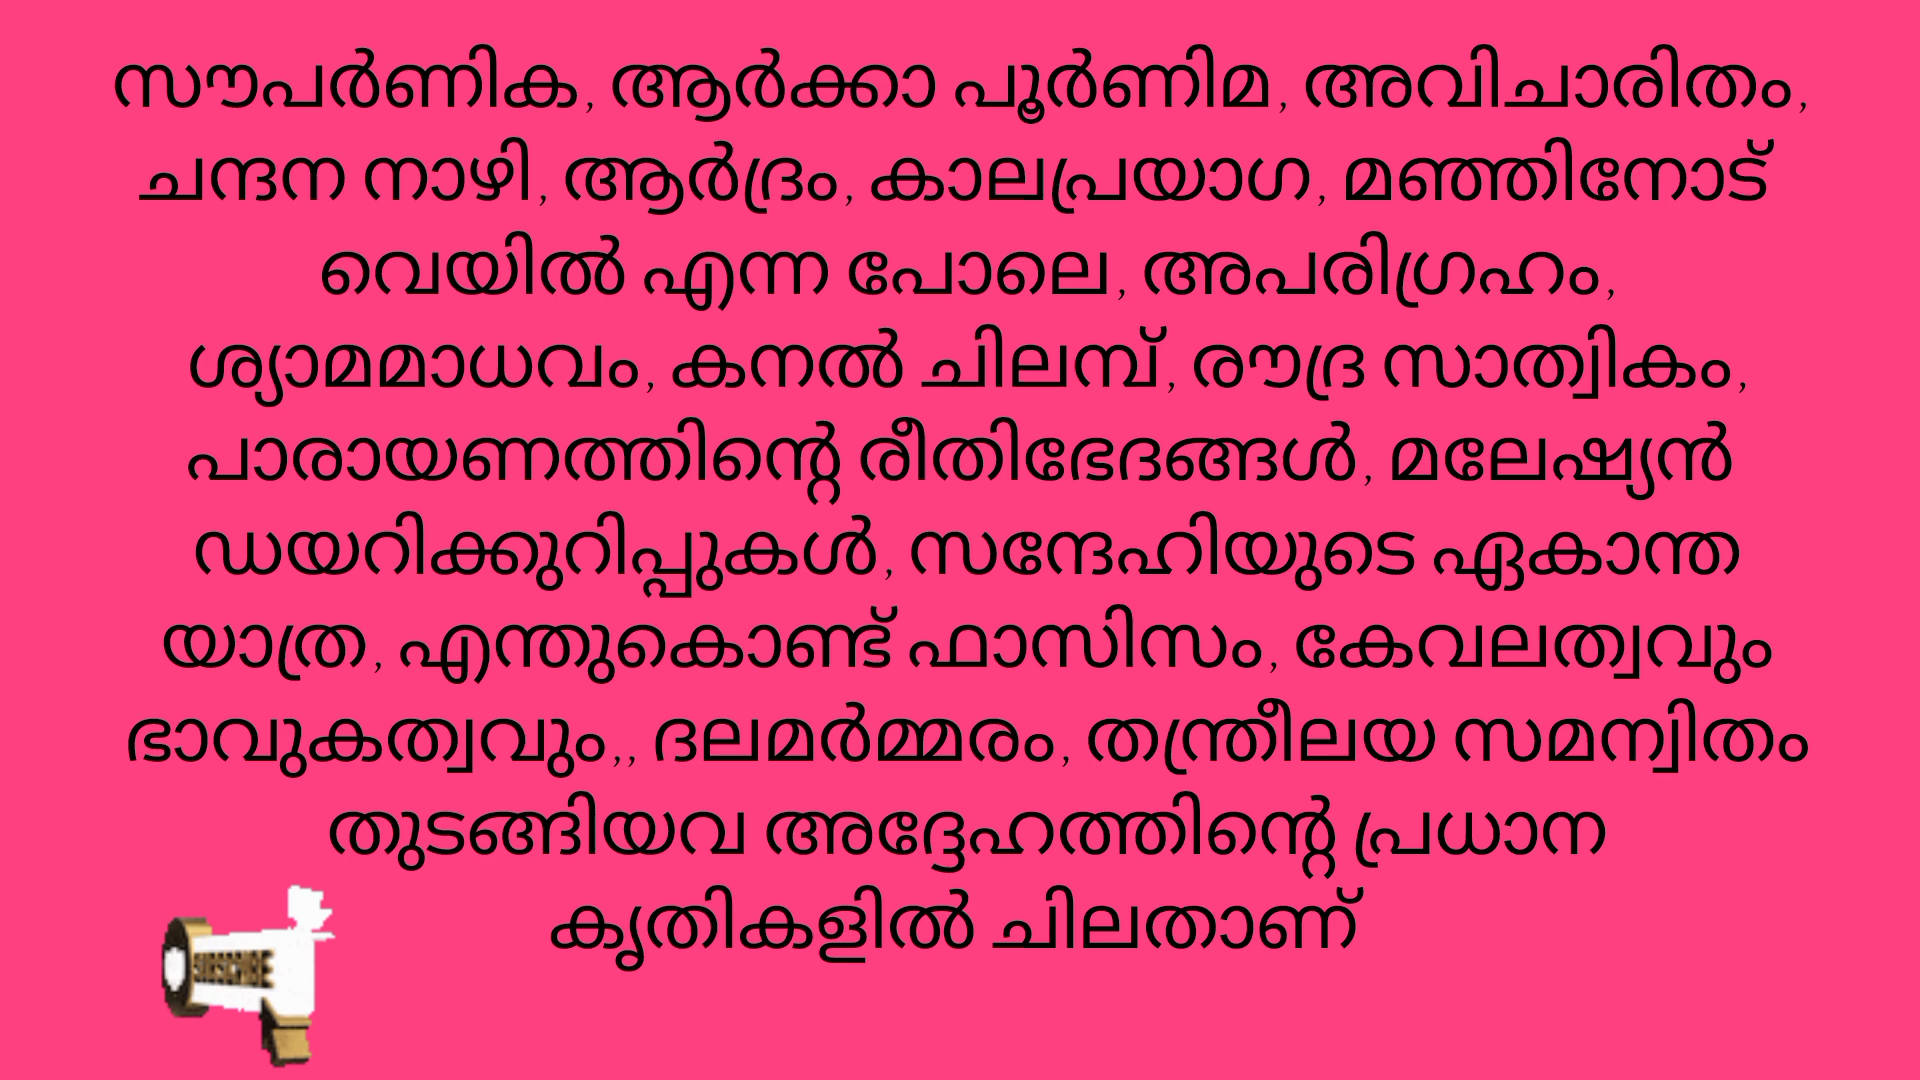 സൗപർണിക, ആർക്കാ പൂർണിമ, അവിചാരിതം,
ചന്ദന നാഴി, ആർദ്രം, കാലപ്രയാഗ, മഞ്ഞിനോട്
വെയിൽ എന്ന പോലെ, അപരിഗ്രഹം,
ശ്യാമമാധവം, കനൽ ചിലമ്പ്, രൗദ്ര സാത്വികം,
പാരായണത്തിന്റെ രീതിഭേദങ്ങൾ, മലേഷ്യൻ
ഡയറിക്കുറിപ്പുകൾ, സന്ദേഹിയുടെ ഏകാന്ത
യാത്ര, എന്തുകൊണ്ട് ഫാസിസം, കേവലത്വവും
ഭാവുകത്വവും,, ദലമർമ്മരം, തന്ത്രീലയ സമന്വിതം
തുടങ്ങിയവ അദ്ദേഹത്തിന്റെ പ്രധാന
കൃതികളിൽ ചിലതാണ്
SUBSCRIBE